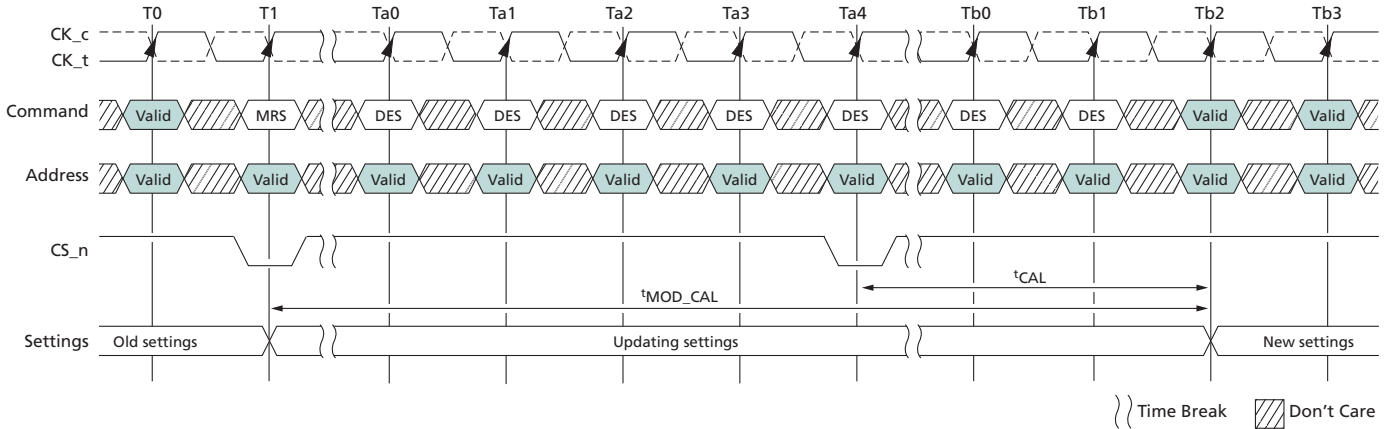 T0 T1 Ta0 Ta1 Ta2 Ta3 Ta4 Tb0 Tb1 Tb2 Tb3
CK_c
CK_t
Command Valid MRS DES DES DES DES DES DES DES Valid Valid
Address Valid Valid Valid Valid Valid Valid Valid Valid Valid Valid Valid
CS_n
tCAL
tMOD_CAL
Settings Old settings Updating settings New settings
Time Break Don't Care